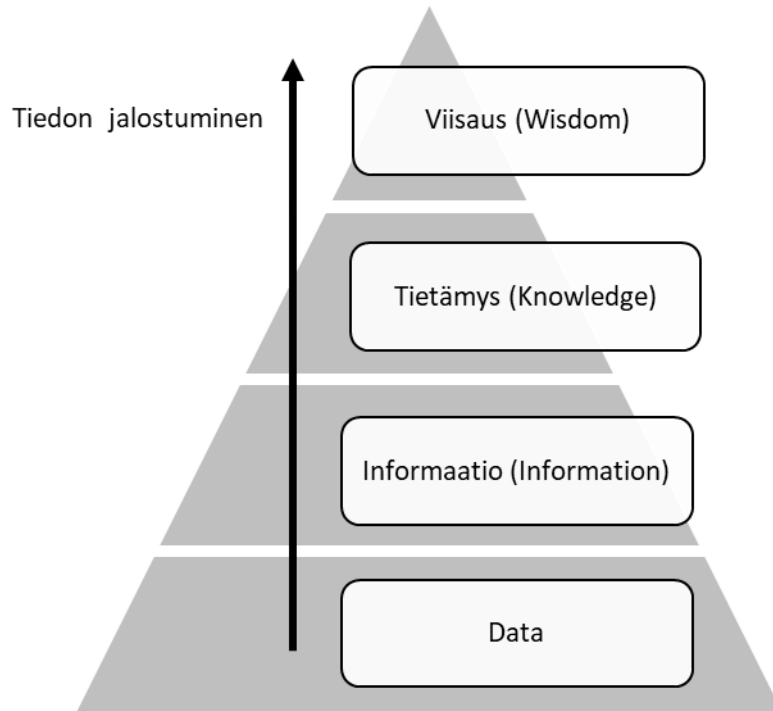 Viisaus (Wisdom)
Tiedon jalostuminen
Tietämys (Knowledge)
Informaatio (Information)
Data